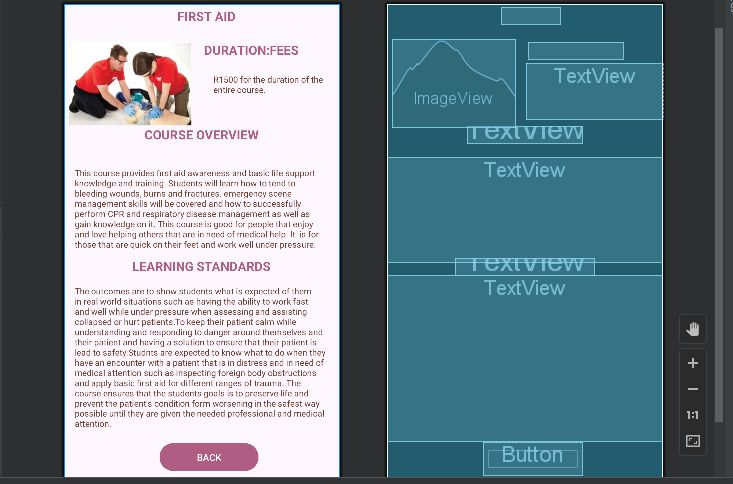 FIRST AID
DURATION:FEES
R1500 for the duration of the
entire course.
COURSE OVERVIEW
This course provides first aid awareness and basic life support
knowledge and training. Students will learn how to tend to
bleeding wounds, burns and fractures. emergency scene
management skills will be covered and how to successfully
perform CPR and respiratory disease management as well as
gain knowledge on it. This course is good for people that enjoy
and love helping others that are in need of medical help. It is for
those that are quick on their feet and work well under pressure.
LEARNING STANDARDS
The outcomes are to show students what is expected of them
in real world situations such as having the ability to work fast
and well while under pressure when assessing and assisting
collapsed or hurt patients.To keep their patient calm while
understanding and responding to danger around themselves and
their patient and having a solution to ensure that their patient is
lead to safety.Studnts are expected to know what to do when they
have an encounter with a patient that is in distress and in need of
medical attention such as inspecting foreign body obstructions
and apply basic first aid for different ranges of trauma. The
course ensures that the students goals is to preserve life and
prevent the patient's condition form worsening in the safest way
possible until they are given the needed professional and medical
attention.
BACK
ImageView
TextView
TextView
TextView
TextView
TextView
Button
1:1